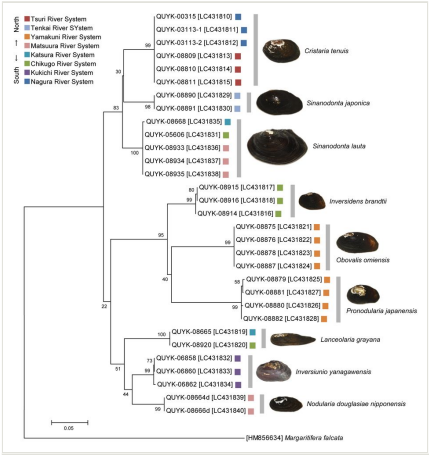 North
South
Tsuri River System
Tenkai River SYstem
Yamakuni River System
Matsuura River System
Katsura River System
Chikugo River System
Kukichi River System
Nagura River System
QUYK-00315 [LC431810]
QUYK-03113-1 [LC431811]
QUYK-03113-2 [LC431812]
QUYK-08809 [LC431813]
QUYK-08810 [LC431814]
QUYK-08811 [LC431815]
Cristaria tenuis
QUYK-08890 [LC431829]
QUYK-08891 [LC431830]
Sinanodonta japonica
QUYK-08668 [LC431835]
QUYK-05606 [LC431831]
QUYK-08933 [LC431836]
QUYK-08934 [LC431837]
QUYK-08935 [LC431838]
Sinanodonta lauta
QUYK-08915 [LC431817]
QUYK-08916 [LC431818]
QUYK-08914 [LC431816]
Inversidens brandtii
QUYK-08875 [LC431821]
QUYK-08876 [LC431822]
QUYK-08878 [LC431823]
QUYK-08887 [LC431824]
Obovalis omiensis
QUYK-08879 [LC431825]
QUYK-08881 [LC431827]
QUYK-08880 [LC431826]
QUYK-08882 [LC431828]
Pronodularia japanensis
QUYK-08665 [LC431819]
QUYK-08920 [LC431820]
Lanceolaria grayana
QUYK-06858 [LC431832]
QUYK-06860 [LC431833]
QUYK-06862 [LC431834]
Inversiunio yanagawensis
QUYK-08664d [LC431839]
QUYK-08666d [LC431840]
Nodularia douglasiae nipponensis
[HM856634] Margaritifera falcata
99
30
83
98
100
80
99
95
99
40
58
99
22
100
51
73
99
44
99
0.05